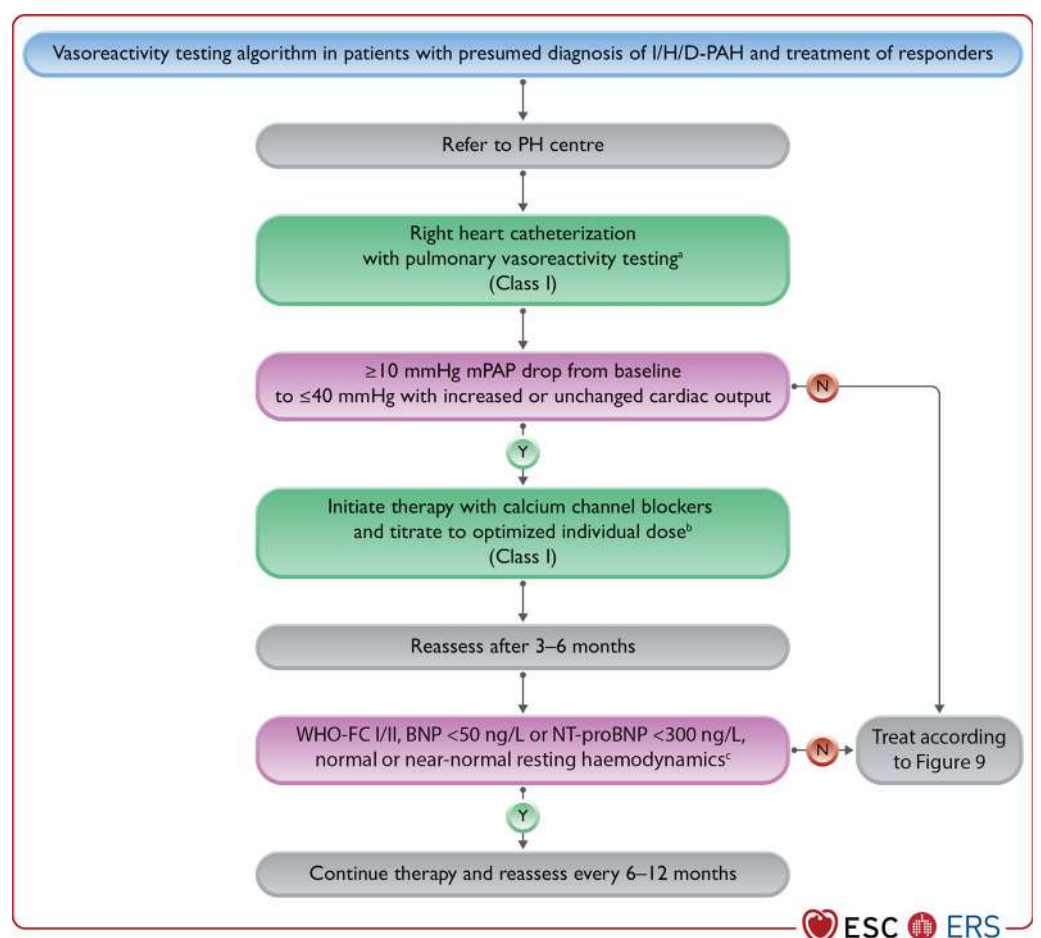 Vasoreactivity testing algorithm in patients with presumed diagnosis of I/H/D-PAH and treatment of responders
Refer to PH centre
Right heart catheterization
with pulmonary vasoreactivity testingᵃ
(Class I)
≥10 mmHg mPAP drop from baseline
to ≤40 mmHg with increased or unchanged cardiac output
N
Y
Initiate therapy with calcium channel blockers
and titrate to optimized individual doseᵇ
(Class I)
Reassess after 3–6 months
WHO-FC I/II, BNP <50 ng/L or NT-proBNP <300 ng/L,
normal or near-normal resting haemodynamicsᶜ
N
Treat according
to Figure 9
Y
Continue therapy and reassess every 6–12 months
ESC ERS